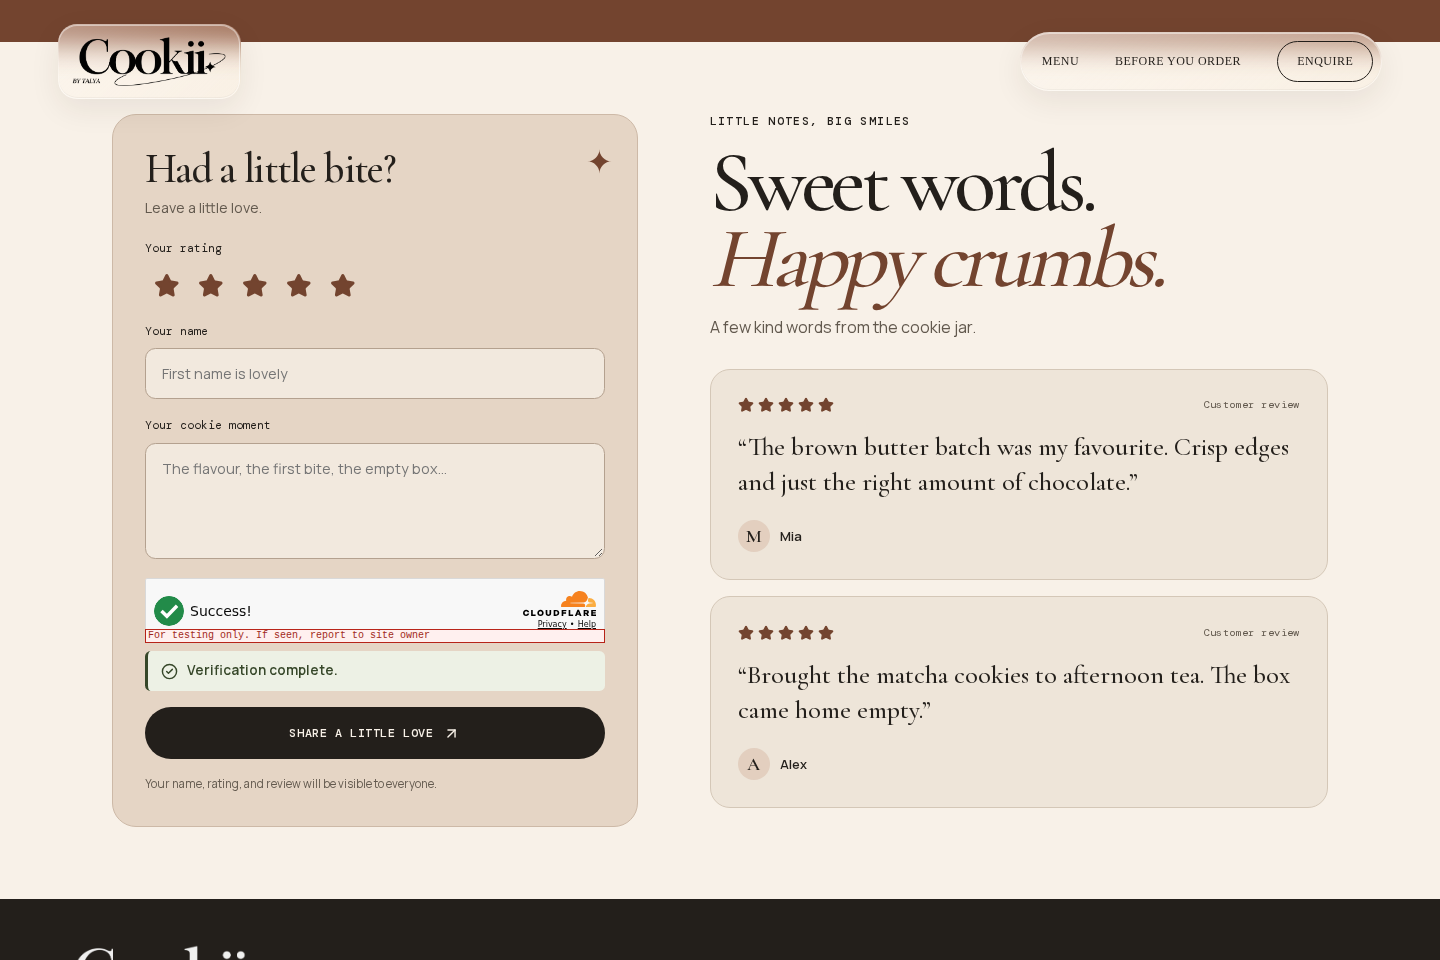 Cookii
BY TALYA
MENU
BEFORE YOU ORDER
ENQUIRE
Had a little bite?
Leave a little love.
Your rating
Your name
First name is lovely
Your cookie moment
The flavour, the first bite, the empty box...
Success!
CLOUDFLARE
Privacy • Help
For testing only. If seen, report to site owner
Verification complete.
SHARE A LITTLE LOVE
Your name, rating, and review will be visible to everyone.
LITTLE NOTES, BIG SMILES
Sweet words.
Happy crumbs.
A few kind words from the cookie jar.
Customer review
“The brown butter batch was my favourite. Crisp edges
and just the right amount of chocolate.”
M
Mia
Customer review
“Brought the matcha cookies to afternoon tea. The box
came home empty.”
A
Alex
Cookii